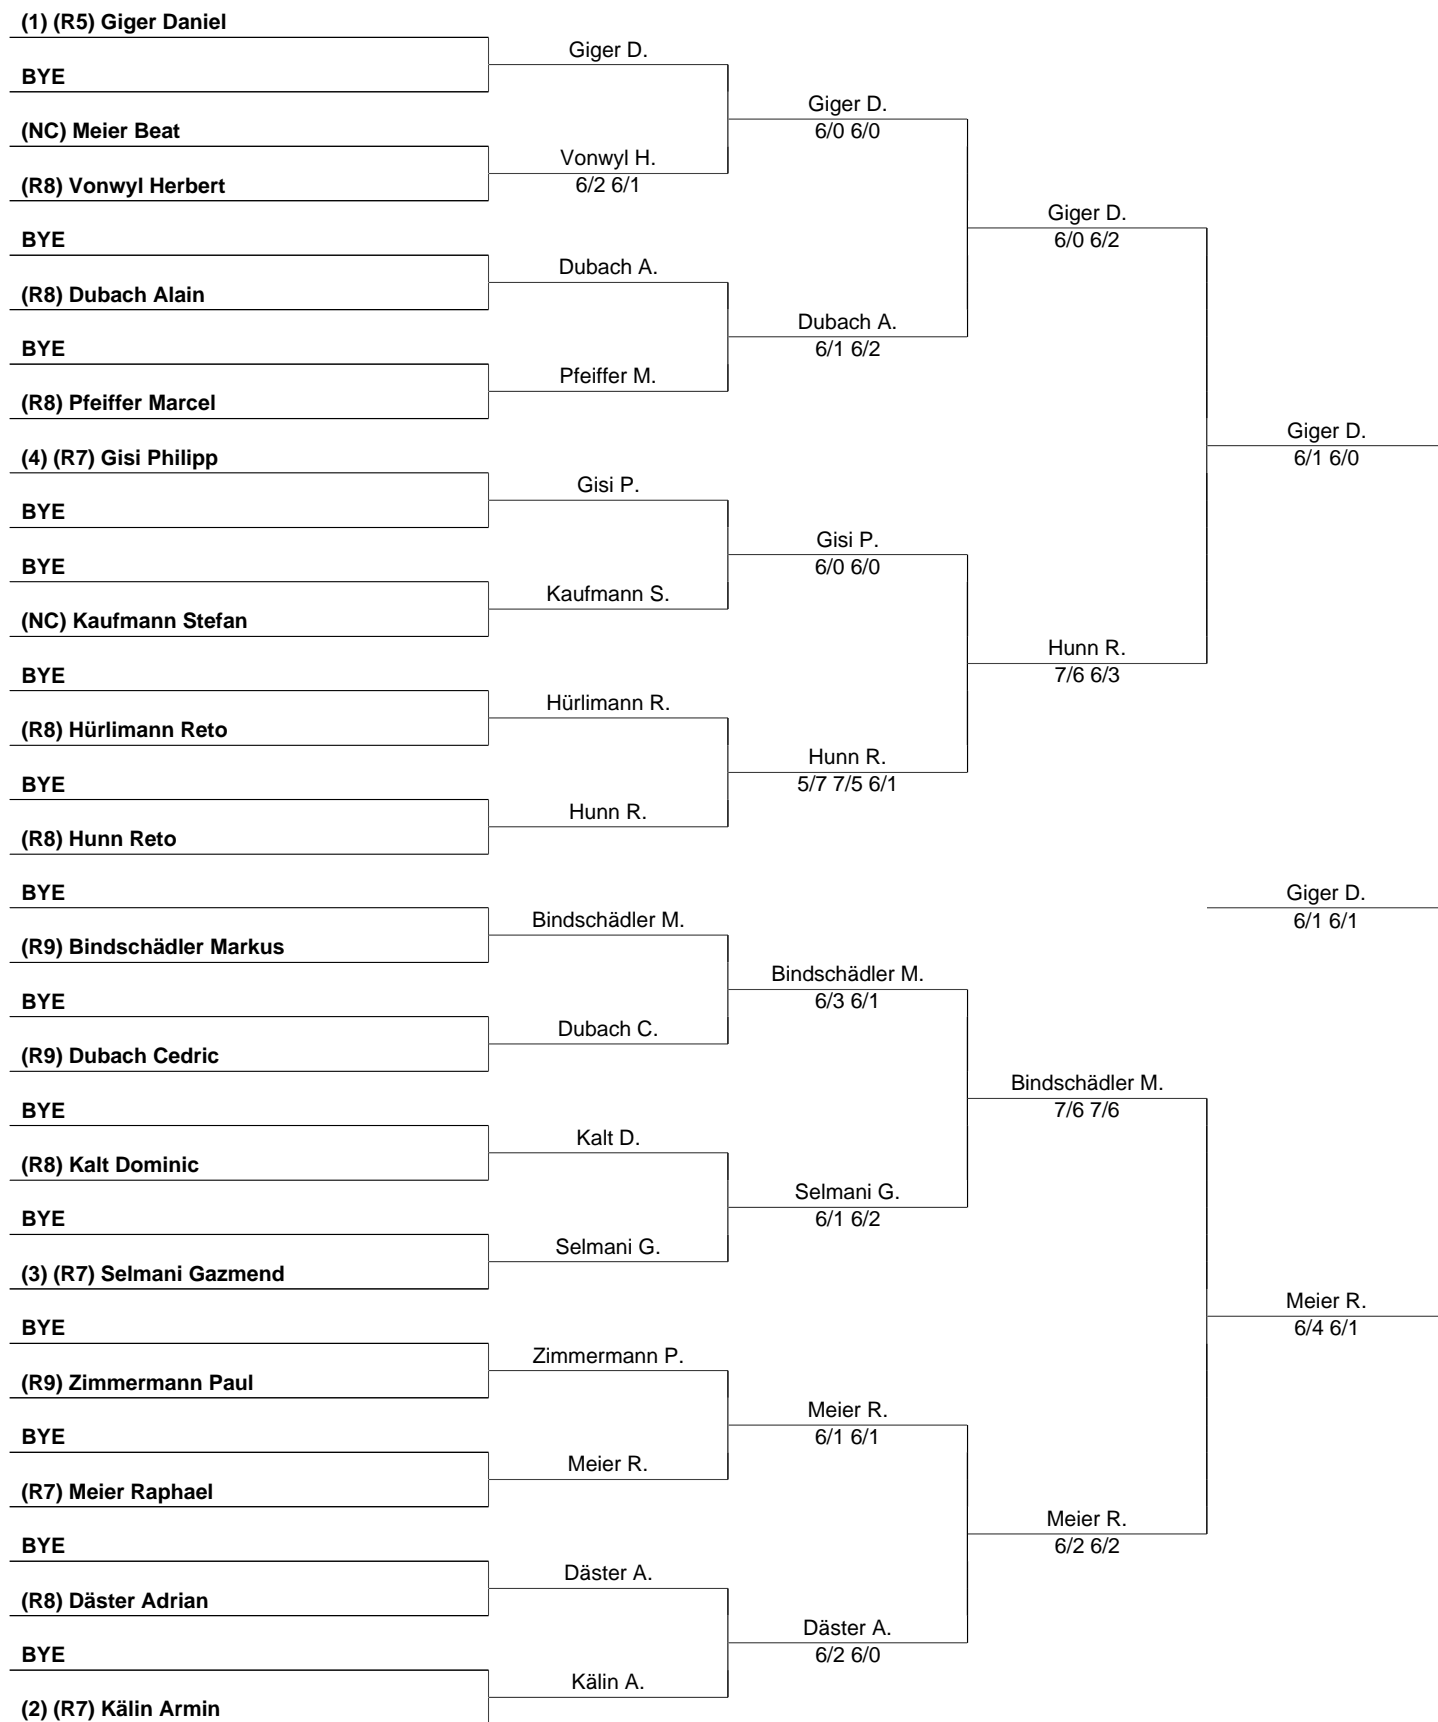 (1) (R5) Giger Daniel
BYE
(NC) Meier Beat
(R8) Vonwyl Herbert
BYE
(R8) Dubach Alain
BYE
(R8) Pfeiffer Marcel
(4) (R7) Gisi Philipp
BYE
BYE
(NC) Kaufmann Stefan
BYE
(R8) Hürlimann Reto
BYE
(R8) Hunn Reto
BYE
(R9) Bindschädler Markus
BYE
(R9) Dubach Cedric
BYE
(R8) Kalt Dominic
BYE
(3) (R7) Selmani Gazmend
BYE
(R9) Zimmermann Paul
BYE
(R7) Meier Raphael
BYE
(R8) Däster Adrian
BYE
(2) (R7) Kälin Armin
Giger D.
Vonwyl H.
6/2 6/1
Dubach A.
Pfeiffer M.
Gisi P.
Kaufmann S.
Hürlimann R.
Hunn R.
Bindschädler M.
Dubach C.
Kalt D.
Selmani G.
Zimmermann P.
Meier R.
Däster A.
Kälin A.
Giger D.
6/0 6/0
Dubach A.
6/1 6/2
Gisi P.
6/0 6/0
Hunn R.
5/7 7/5 6/1
Bindschädler M.
6/3 6/1
Selmani G.
6/1 6/2
Meier R.
6/1 6/1
Däster A.
6/2 6/0
Giger D.
6/0 6/2
Hunn R.
7/6 6/3
Bindschädler M.
7/6 7/6
Meier R.
6/2 6/2
Giger D.
6/1 6/0
Giger D.
6/1 6/1
Meier R.
6/4 6/1